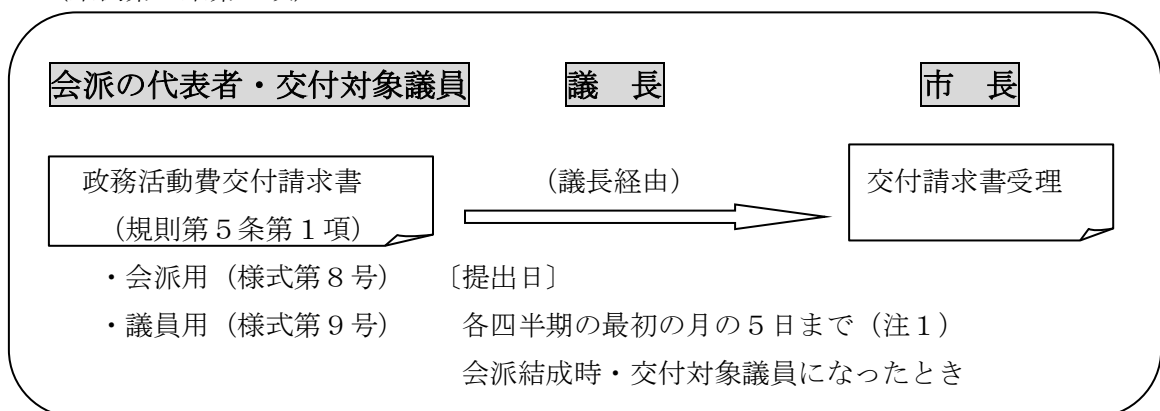 会派の代表者・交付対象議員　議　長　市　長
政務活動費交付請求書　（議長経由）　交付請求書受理
（規則第５条第１項）
・会派用（様式第８号）　〔提出日〕
・議員用（様式第９号）　各四半期の最初の月の５日まで（注１）
会派結成時・交付対象議員になったとき